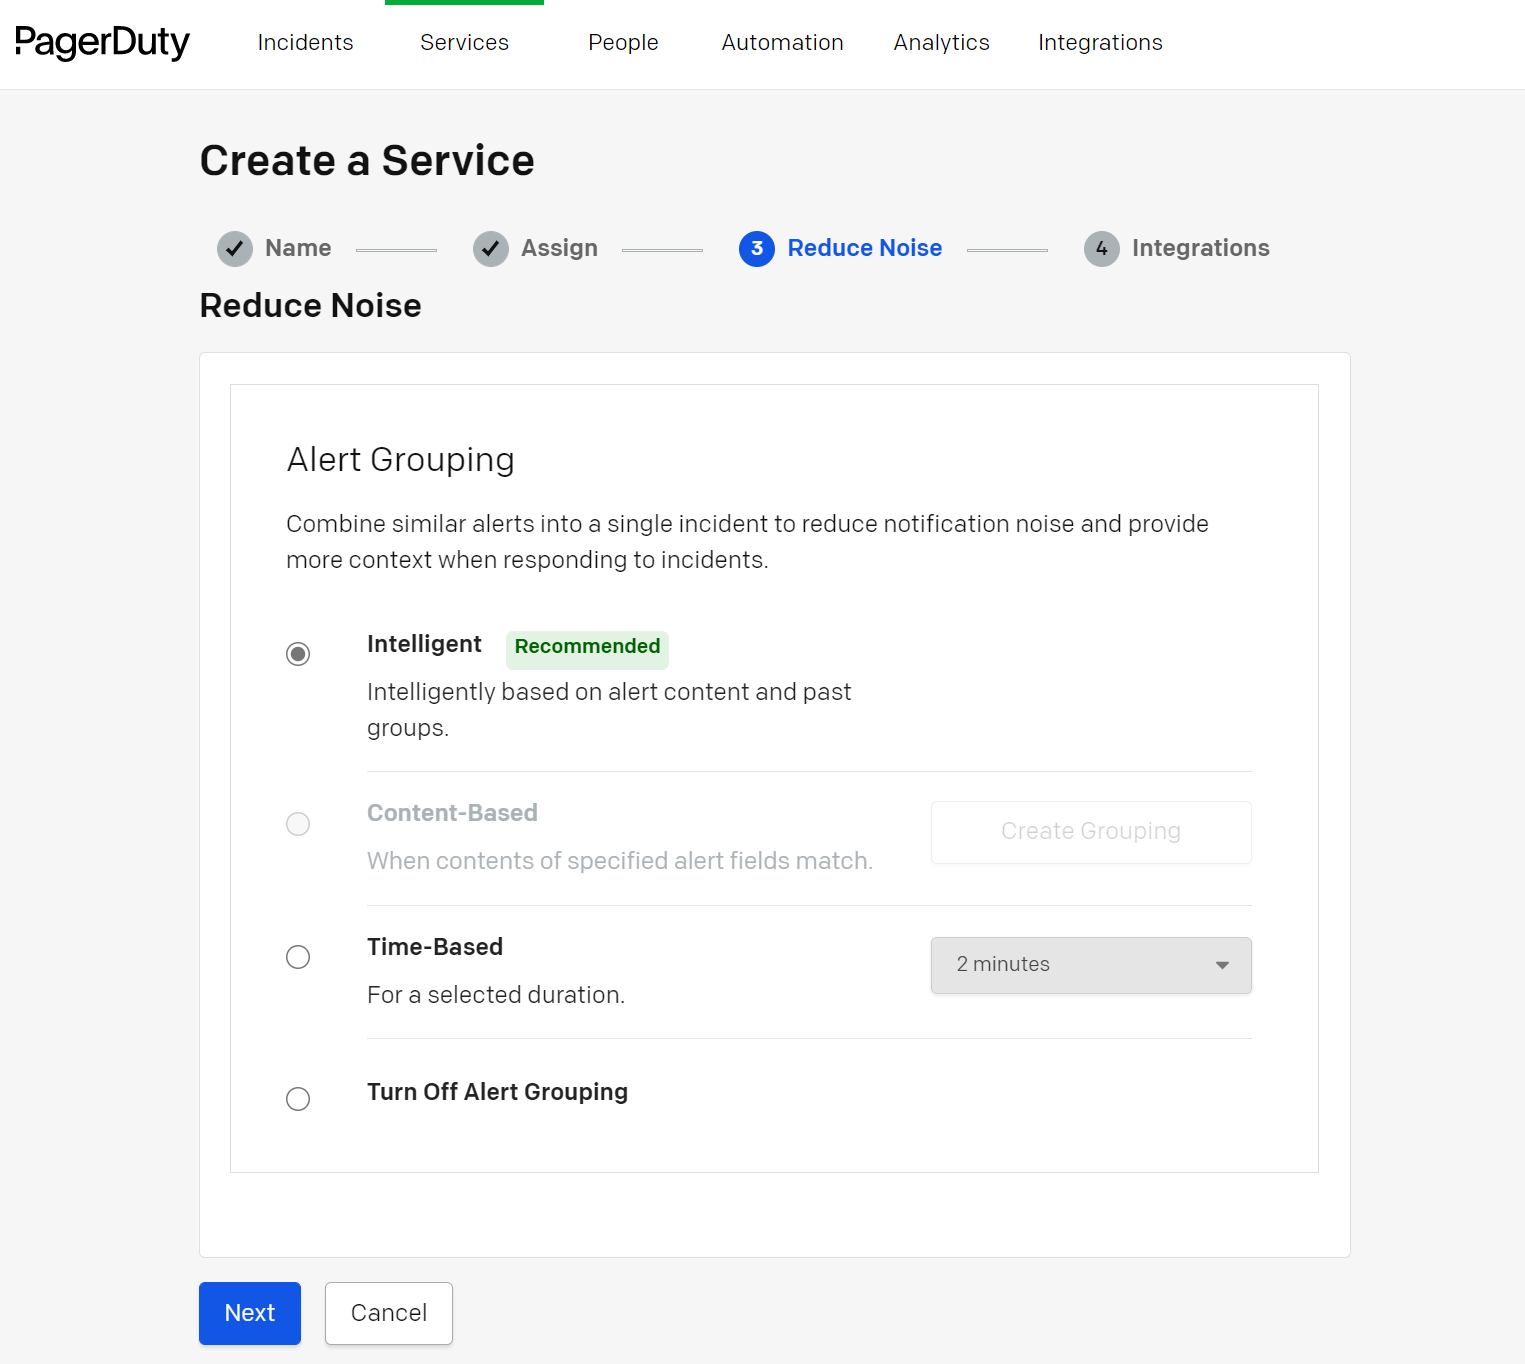 PagerDuty Incidents Services People Automation Analytics Integrations
Create a Service
Name Assign 3 Reduce Noise 4 Integrations
Reduce Noise
Alert Grouping
Combine similar alerts into a single incident to reduce notification noise and provide
more context when responding to incidents.
Intelligent Recommended
Intelligently based on alert content and past
groups.
Content-Based
Create Grouping
When contents of specified alert fields match.
Time-Based
2 minutes
For a selected duration.
Turn Off Alert Grouping
Next Cancel